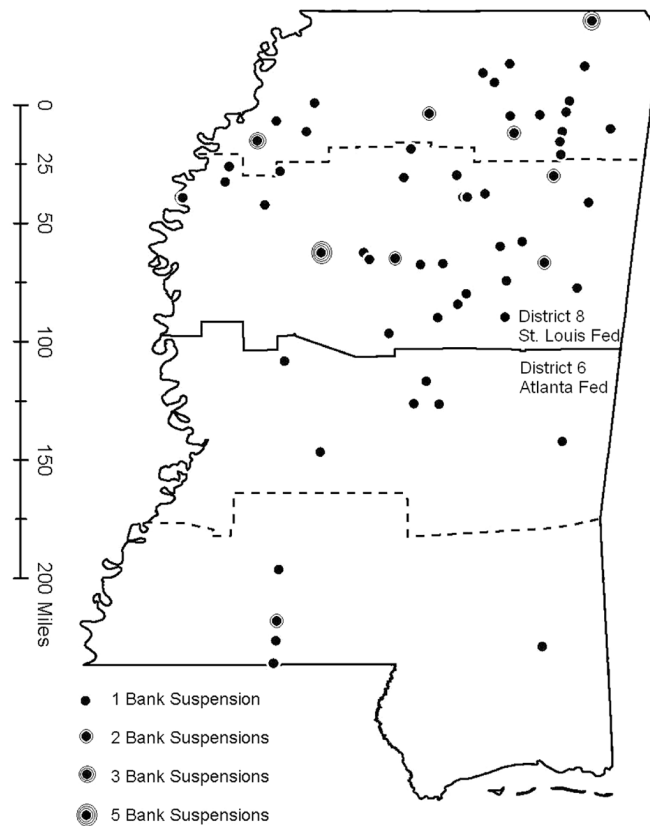 0
25
50
100
150
200 Miles
District 8
St. Louis Fed
District 6
Atlanta Fed
1 Bank Suspension
2 Bank Suspensions
3 Bank Suspensions
5 Bank Suspensions